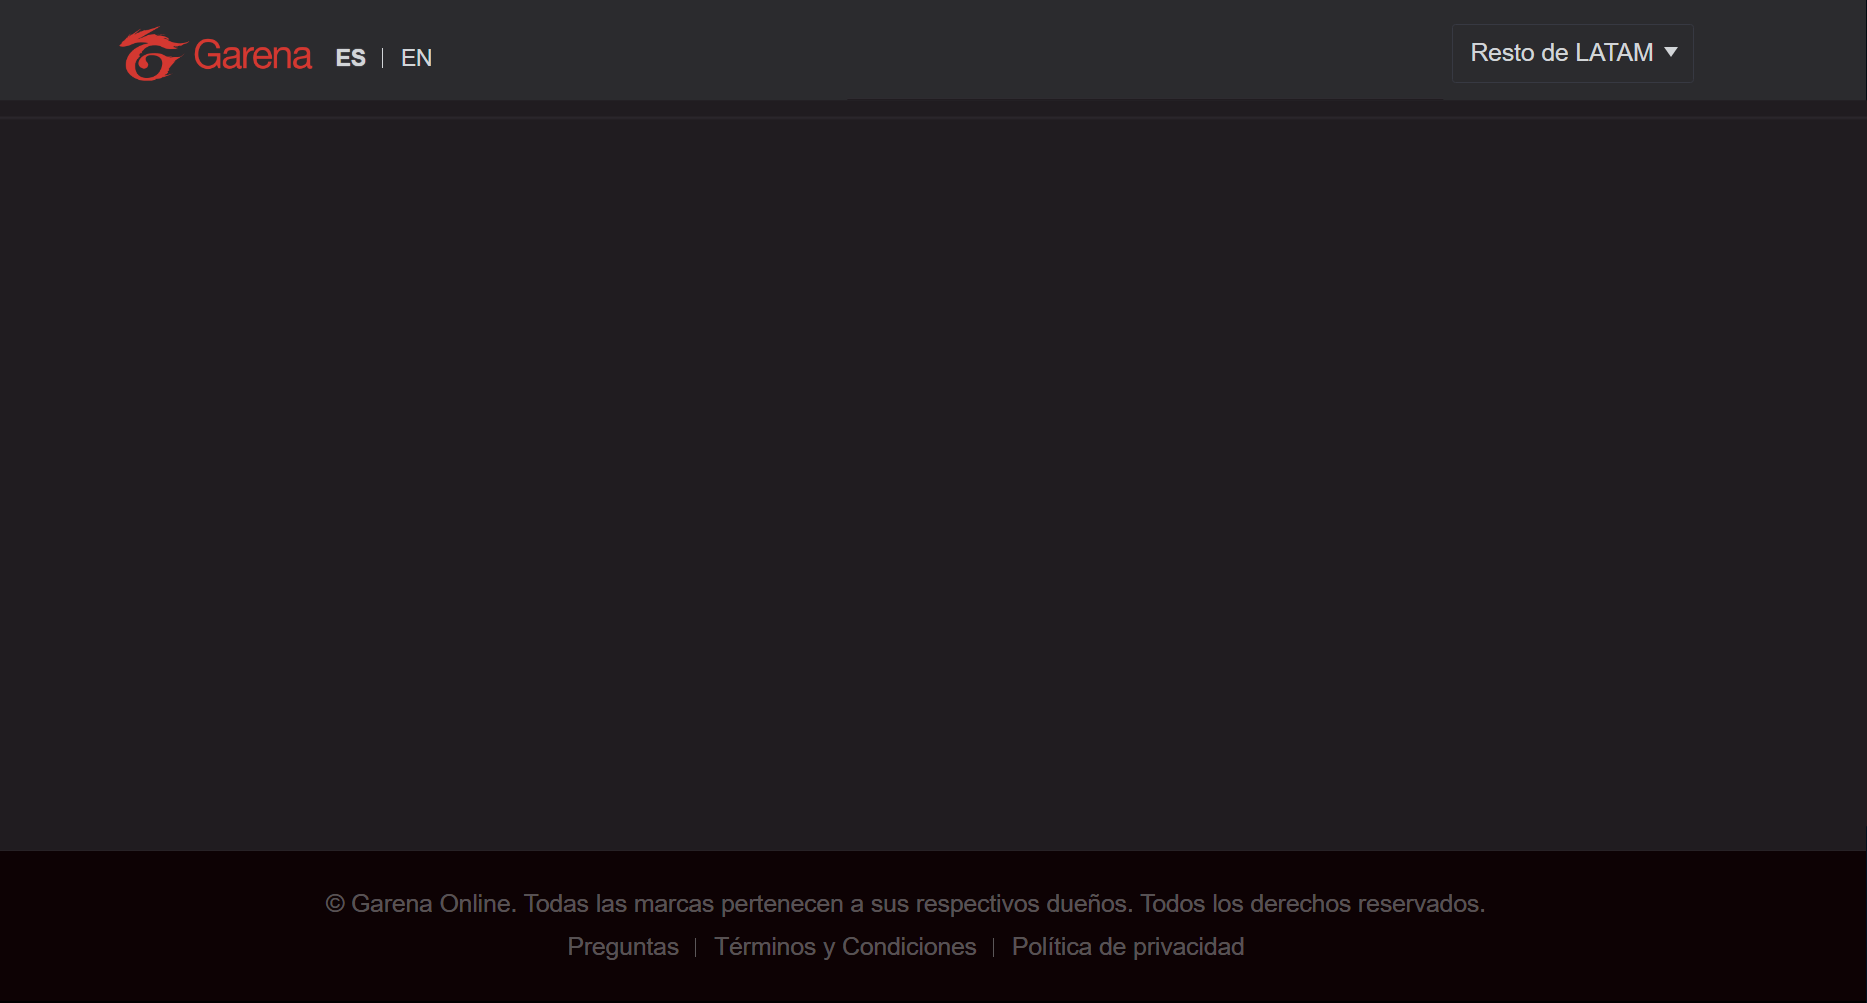 Garena ES | EN Resto de LATAM
© Garena Online. Todas las marcas pertenecen a sus respectivos dueños. Todos los derechos reservados.
Preguntas | Términos y Condiciones | Política de privacidad